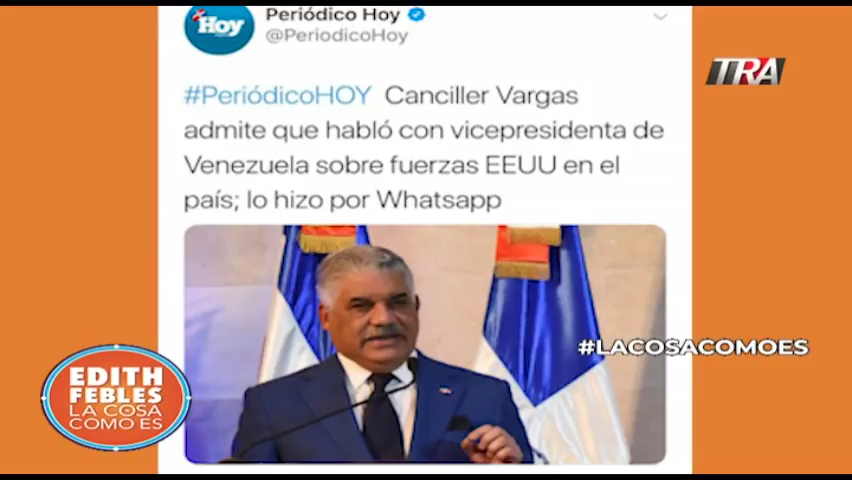 Hoy
Periódico Hoy
@PeriodicoHoy
TRA
#PeriódicoHOY Canciller Vargas
admite que habló con vicepresidenta de
Venezuela sobre fuerzas EEUU en el
país; lo hizo por Whatsapp
#LACOSACOMOES
EDITH
FEBLES
LA COSA
COMO ES